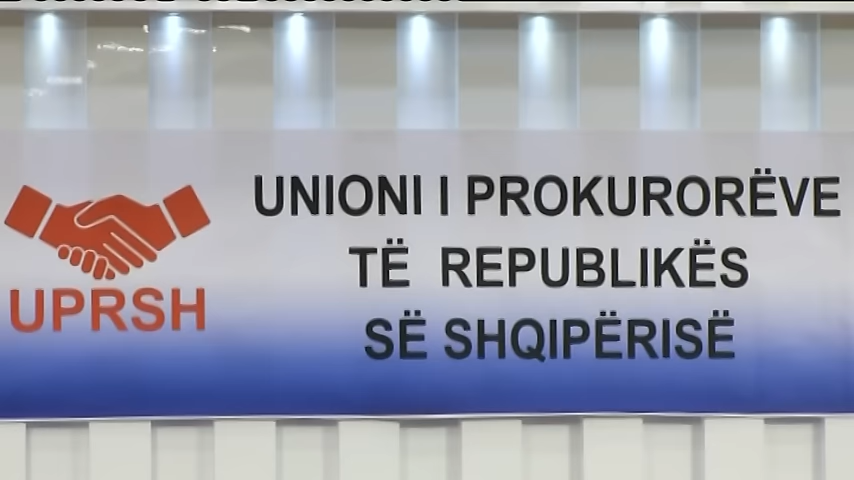 UNIONI I PROKURORËVE
TË REPUBLIKËS
SË SHQIPËRISË
UPRSH